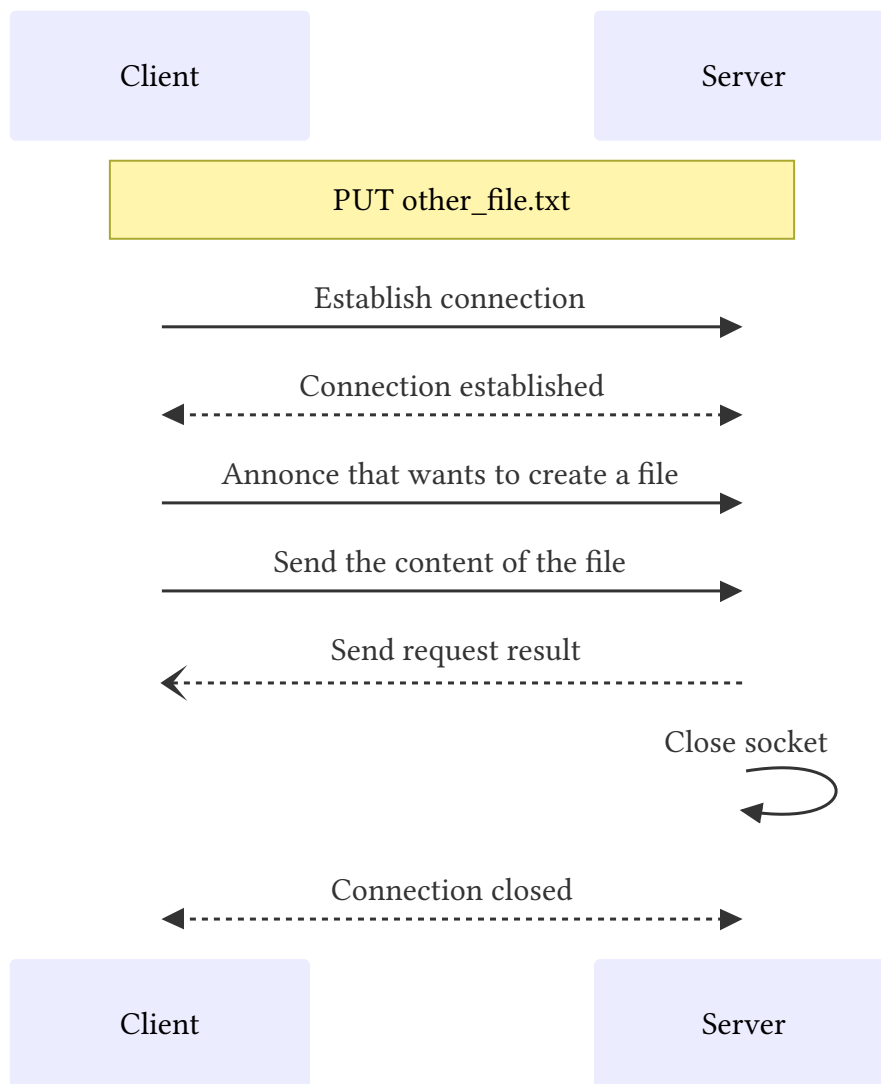 Client
Server
PUT other_file.txt
Establish connection
Connection established
Annonce that wants to create a file
Send the content of the file
Send request result
Close socket
Connection closed
Client
Server